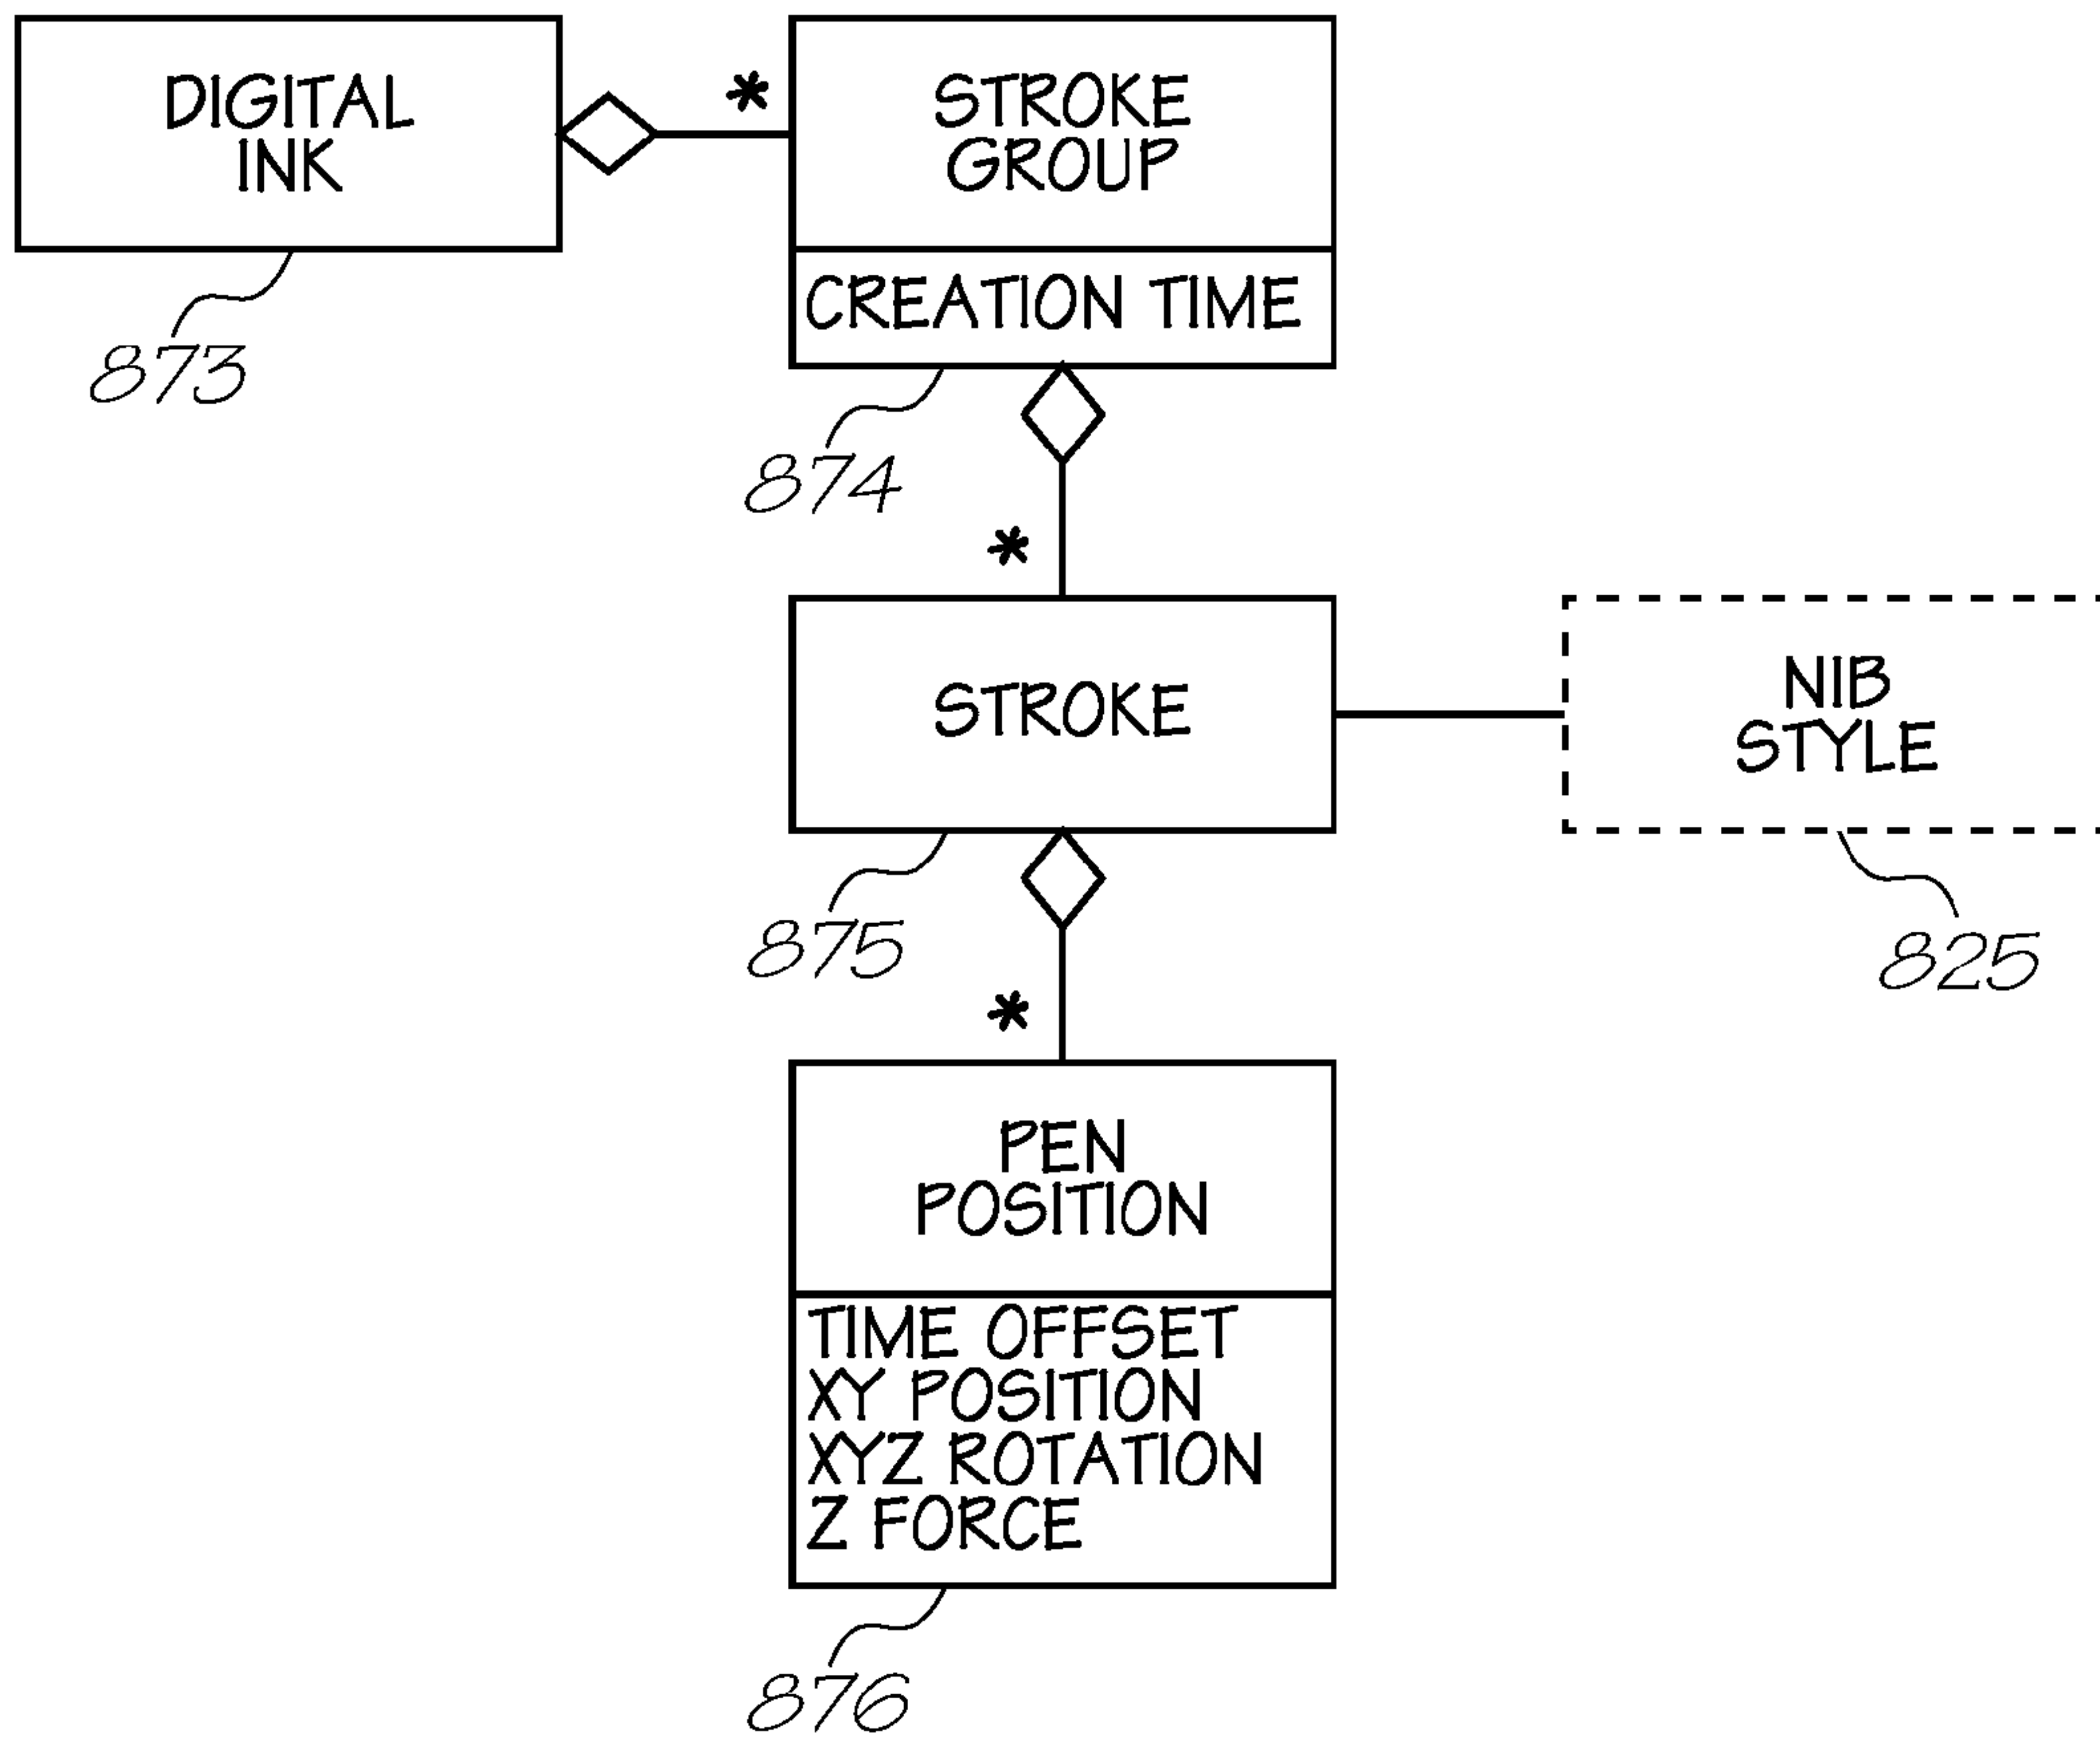 DIGITAL
INK
*
STROKE
GROUP
CREATION TIME
873
874
*
STROKE
NIB
STYLE
875
825
*
PEN
POSITION
TIME OFFSET
XY POSITION
XYZ ROTATION
Z FORCE
876